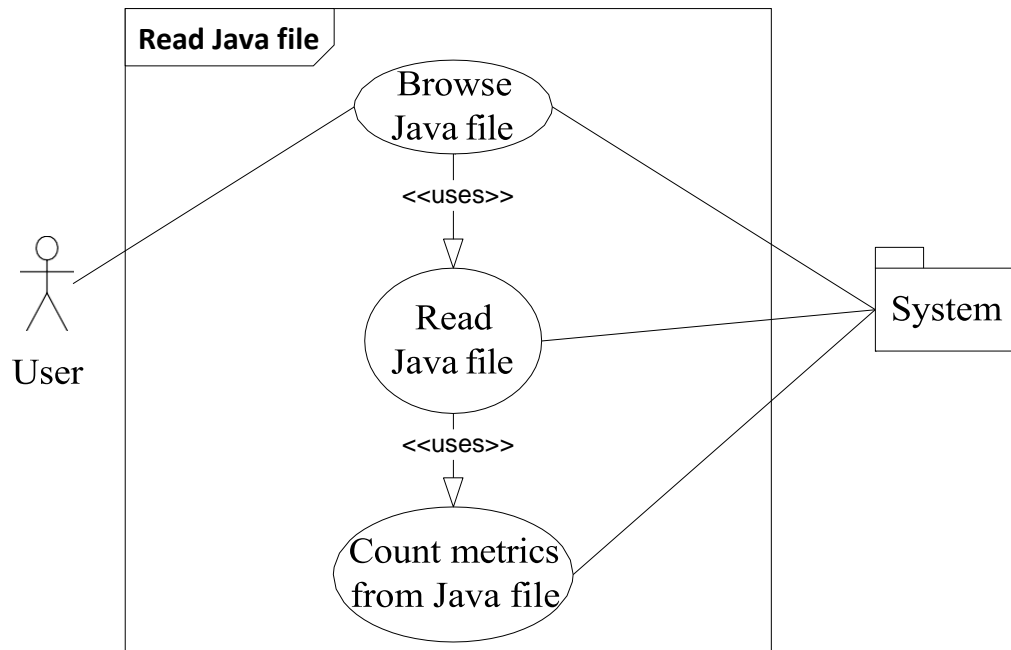 Read Java file
Browse
Java file
<<uses>>
Read
Java file
System
User
<<uses>>
Count metrics
from Java file